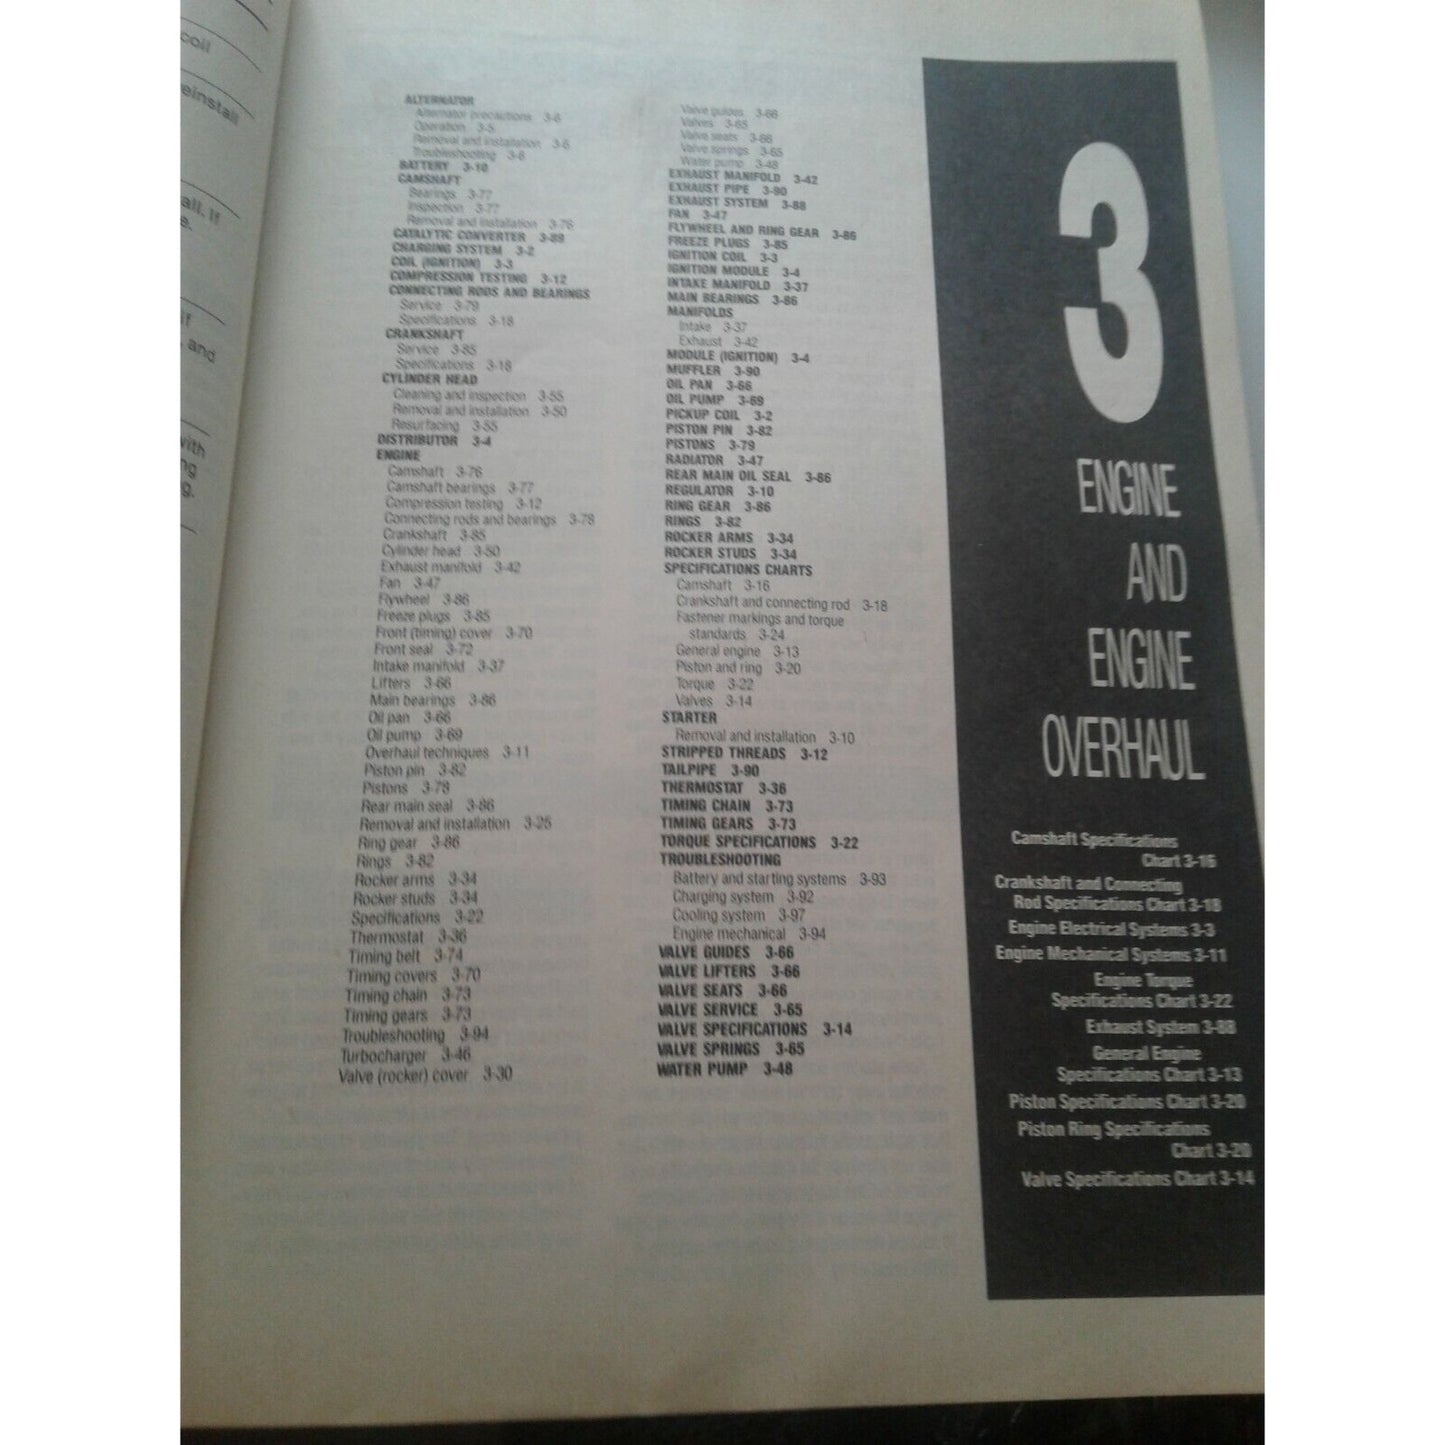 coil
einstall
all. If
e.
if
, and
with
ng
g.
ALTERNATOR
Alternator precautions 3-6
Operation 3-5
Removal and installation 3-6
Troubleshooting 3-6
BATTERY 3-10
CAMSHAFT
Bearings 3-77
Inspection 3-77
Removal and installation 3-76
CATALYTIC CONVERTER 3-89
CHARGING SYSTEM 3-2
COIL (IGNITION) 3-3
COMPRESSION TESTING 3-12
CONNECTING RODS AND BEARINGS
Service 3-79
Specifications 3-18
CRANKSHAFT
Service 3-85
Specifications 3-18
CYLINDER HEAD
Cleaning and inspection 3-55
Removal and installation 3-50
Resurfacing 3-55
DISTRIBUTOR 3-4
ENGINE
Camshaft 3-76
Camshaft bearings 3-77
Compression testing 3-12
Connecting rods and bearings 3-78
Crankshaft 3-85
Cylinder head 3-50
Exhaust manifold 3-42
Fan 3-47
Flywheel 3-86
Freeze plugs 3-85
Front (timing) cover 3-70
Front seal 3-72
Intake manifold 3-37
Lifters 3-66
Main bearings 3-86
Oil pan 3-66
Oil pump 3-69
Overhaul techniques 3-11
Piston pin 3-82
Pistons 3-78
Rear main seal 3-86
Removal and installation 3-25
Ring gear 3-86
Rings 3-82
Rocker arms 3-34
Rocker studs 3-34
Specifications 3-22
Thermostat 3-36
Timing belt 3-74
Timing covers 3-70
Timing chain 3-73
Timing gears 3-73
Troubleshooting 3-94
Turbocharger 3-46
Valve (rocker) cover 3-30
Valve guides 3-66
Valves 3-65
Valve seats 3-66
Valve springs 3-65
Water pump 3-48
EXHAUST MANIFOLD 3-42
EXHAUST PIPE 3-90
EXHAUST SYSTEM 3-88
FAN 3-47
FLYWHEEL AND RING GEAR 3-86
FREEZE PLUGS 3-85
IGNITION COIL 3-3
IGNITION MODULE 3-4
INTAKE MANIFOLD 3-37
MAIN BEARINGS 3-86
MANIFOLDS
Intake 3-37
Exhaust 3-42
MODULE (IGNITION) 3-4
MUFFLER 3-90
OIL PAN 3-66
OIL PUMP 3-69
PICKUP COIL 3-2
PISTON PIN 3-82
PISTONS 3-79
RADIATOR 3-47
REAR MAIN OIL SEAL 3-86
REGULATOR 3-10
RING GEAR 3-86
RINGS 3-82
ROCKER ARMS 3-34
ROCKER STUDS 3-34
SPECIFICATIONS CHARTS
Camshaft 3-16
Crankshaft and connecting rod 3-18
Fastener markings and torque
standards 3-24
General engine 3-13
Piston and ring 3-20
Torque 3-22
Valves 3-14
STARTER
Removal and installation 3-10
STRIPPED THREADS 3-12
TAILPIPE 3-90
THERMOSTAT 3-36
TIMING CHAIN 3-73
TIMING GEARS 3-73
TORQUE SPECIFICATIONS 3-22
TROUBLESHOOTING
Battery and starting systems 3-93
Charging system 3-92
Cooling system 3-97
Engine mechanical 3-94
VALVE GUIDES 3-66
VALVE LIFTERS 3-66
VALVE SEATS 3-66
VALVE SERVICE 3-65
VALVE SPECIFICATIONS 3-14
VALVE SPRINGS 3-65
WATER PUMP 3-48
3
ENGINE
AND
ENGINE
OVERHAUL
Camshaft Specifications
Chart 3-16
Crankshaft and Connecting
Rod Specifications Chart 3-18
Engine Electrical Systems 3-3
Engine Mechanical Systems 3-11
Engine Torque
Specifications Chart 3-22
Exhaust System 3-88
General Engine
Specifications Chart 3-13
Piston Specifications Chart 3-20
Piston Ring Specifications
Chart 3-20
Valve Specifications Chart 3-14